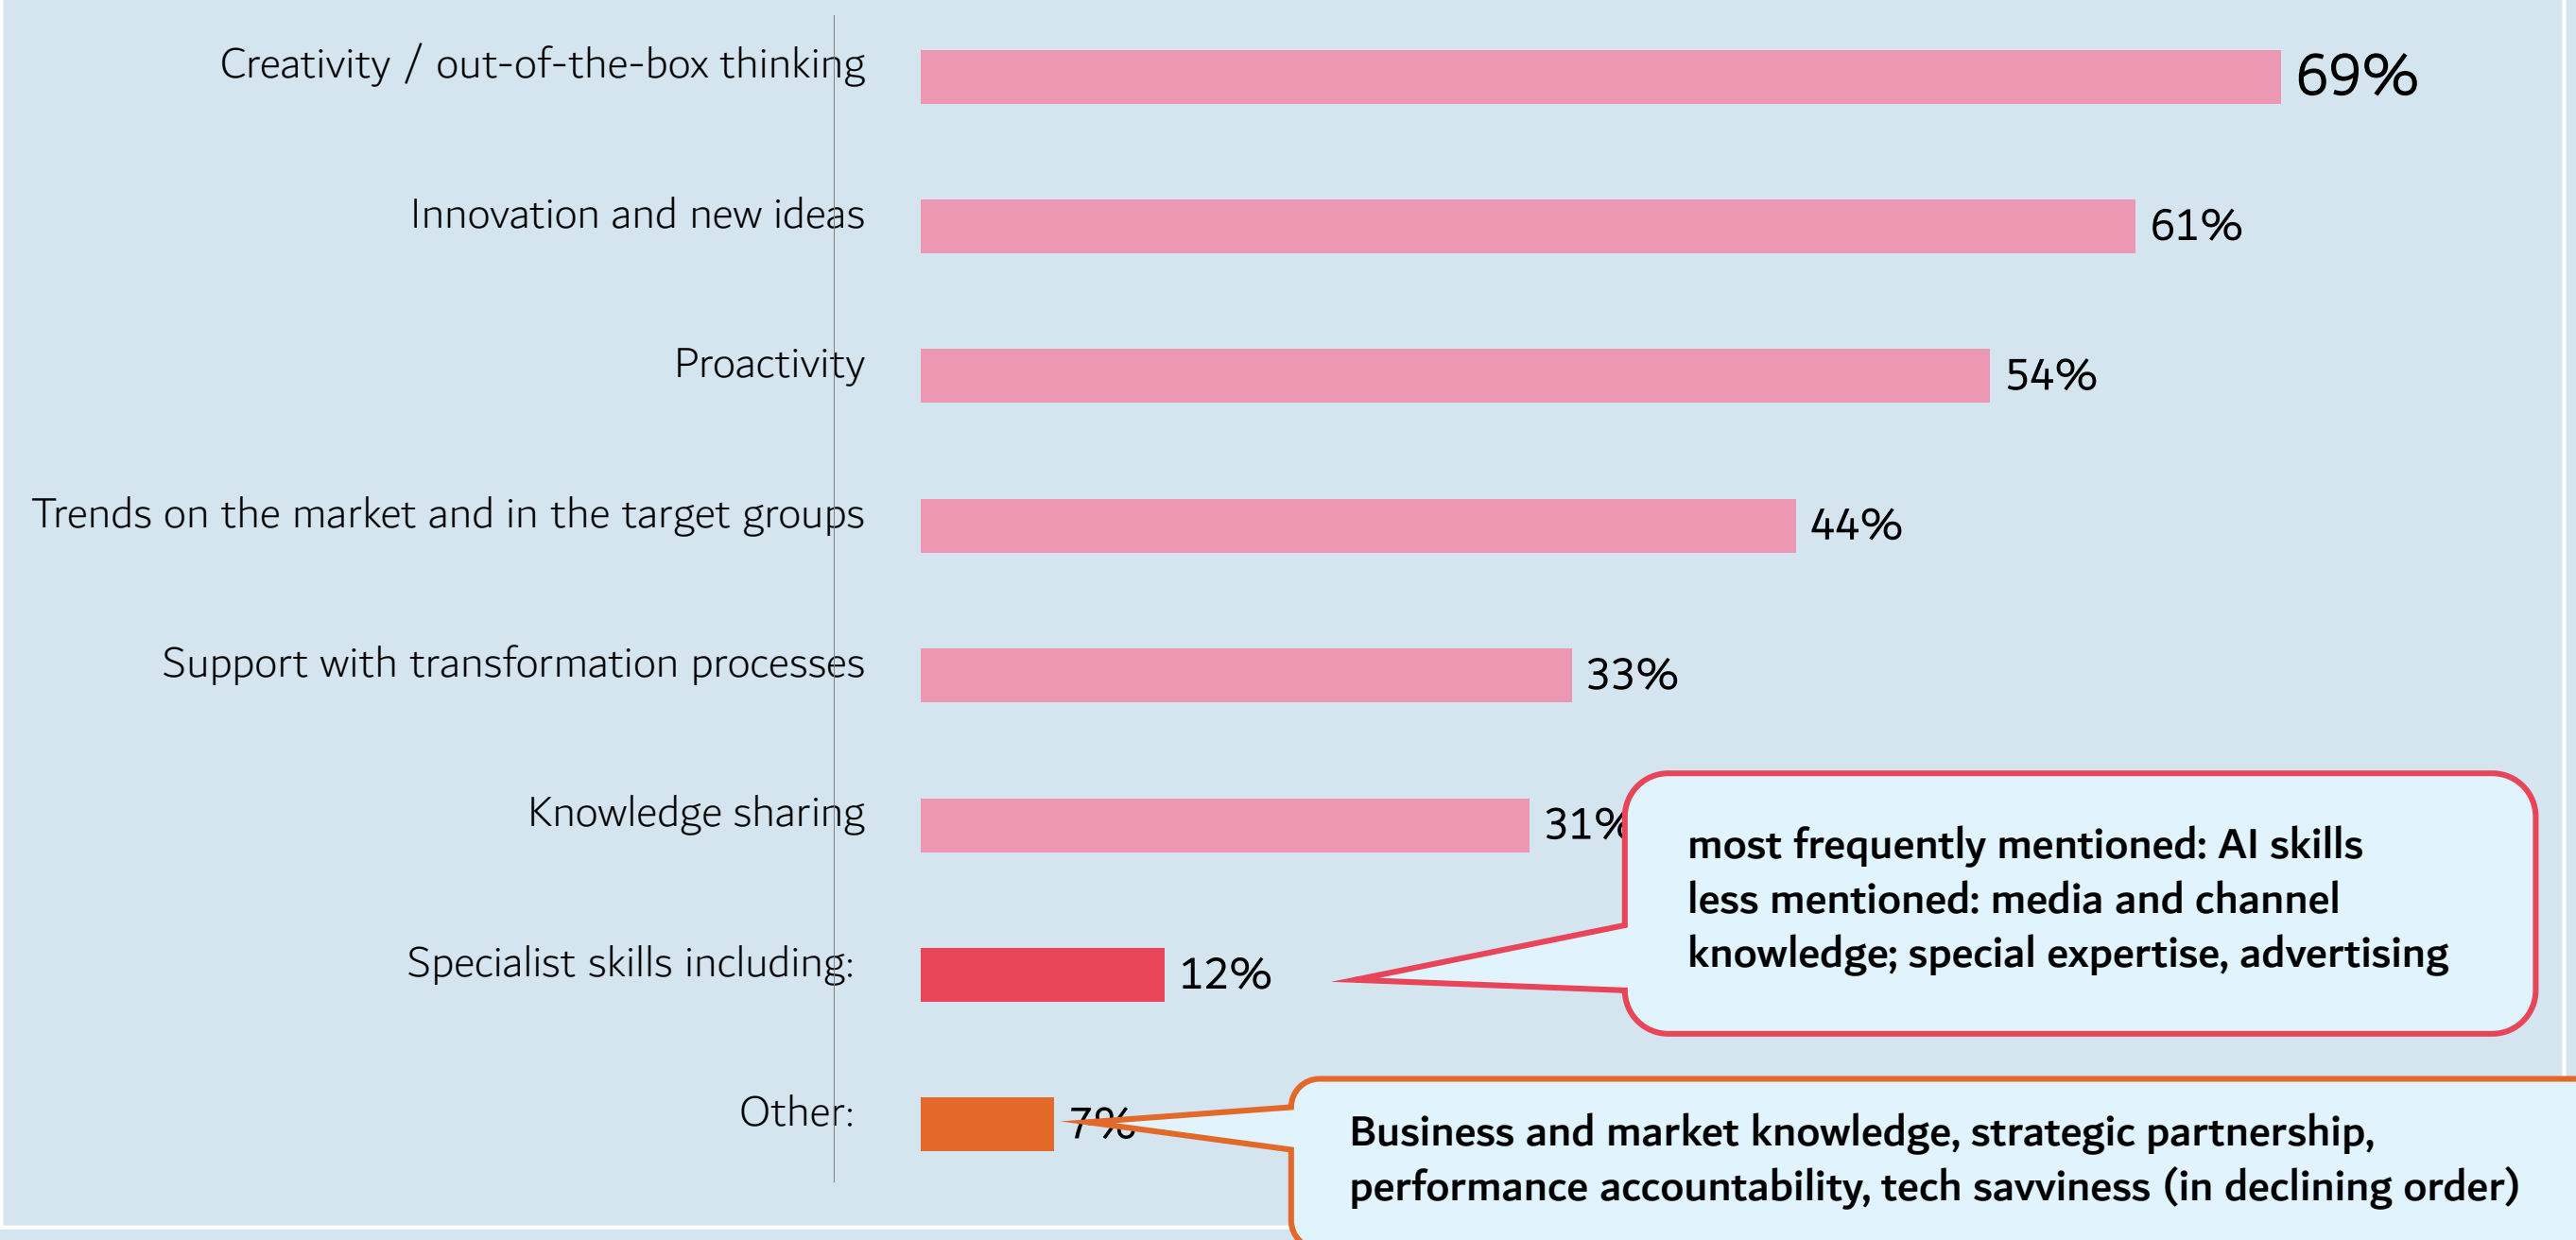 Creativity / out-of-the-box thinking 69%
Innovation and new ideas 61%
Proactivity 54%
Trends on the market and in the target groups 44%
Support with transformation processes 33%
Knowledge sharing 31%
most frequently mentioned: AI skills
less mentioned: media and channel
knowledge; special expertise, advertising
Specialist skills including: 12%
Other: 7%
Business and market knowledge, strategic partnership,
performance accountability, tech savviness (in declining order)